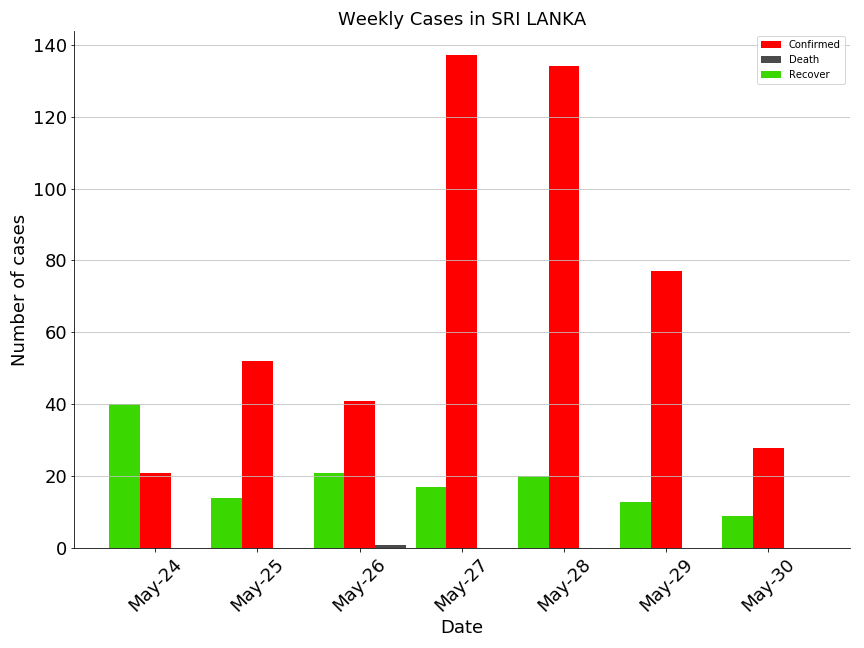 Weekly Cases in SRI LANKA
Confirmed
Death
Recover
Number of cases
140
120
100
80
60
40
20
0
May-24
May-25
May-26
May-27
May-28
May-29
May-30
Date